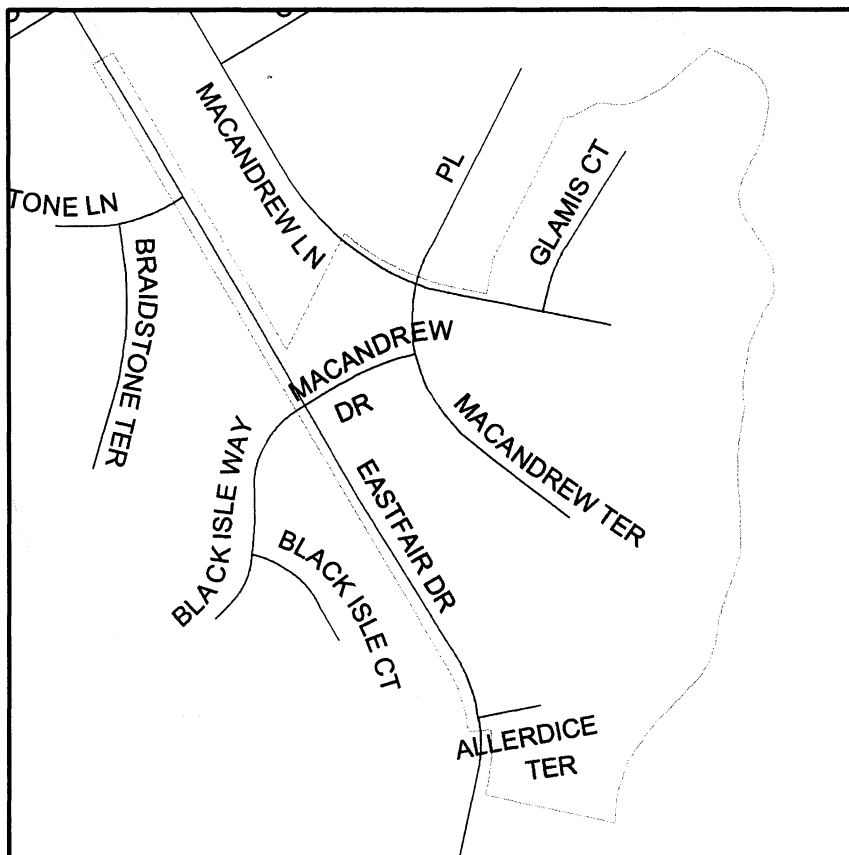 MACANDREW LN
PL
GLAMIS CT
TONE LN
BRAIDSTONE TER
MACANDREW
DR
MACANDREW TER
BLACK ISLE WAY
EASTFAIR DR
BLACK ISLE CT
ALLERDICE
TER